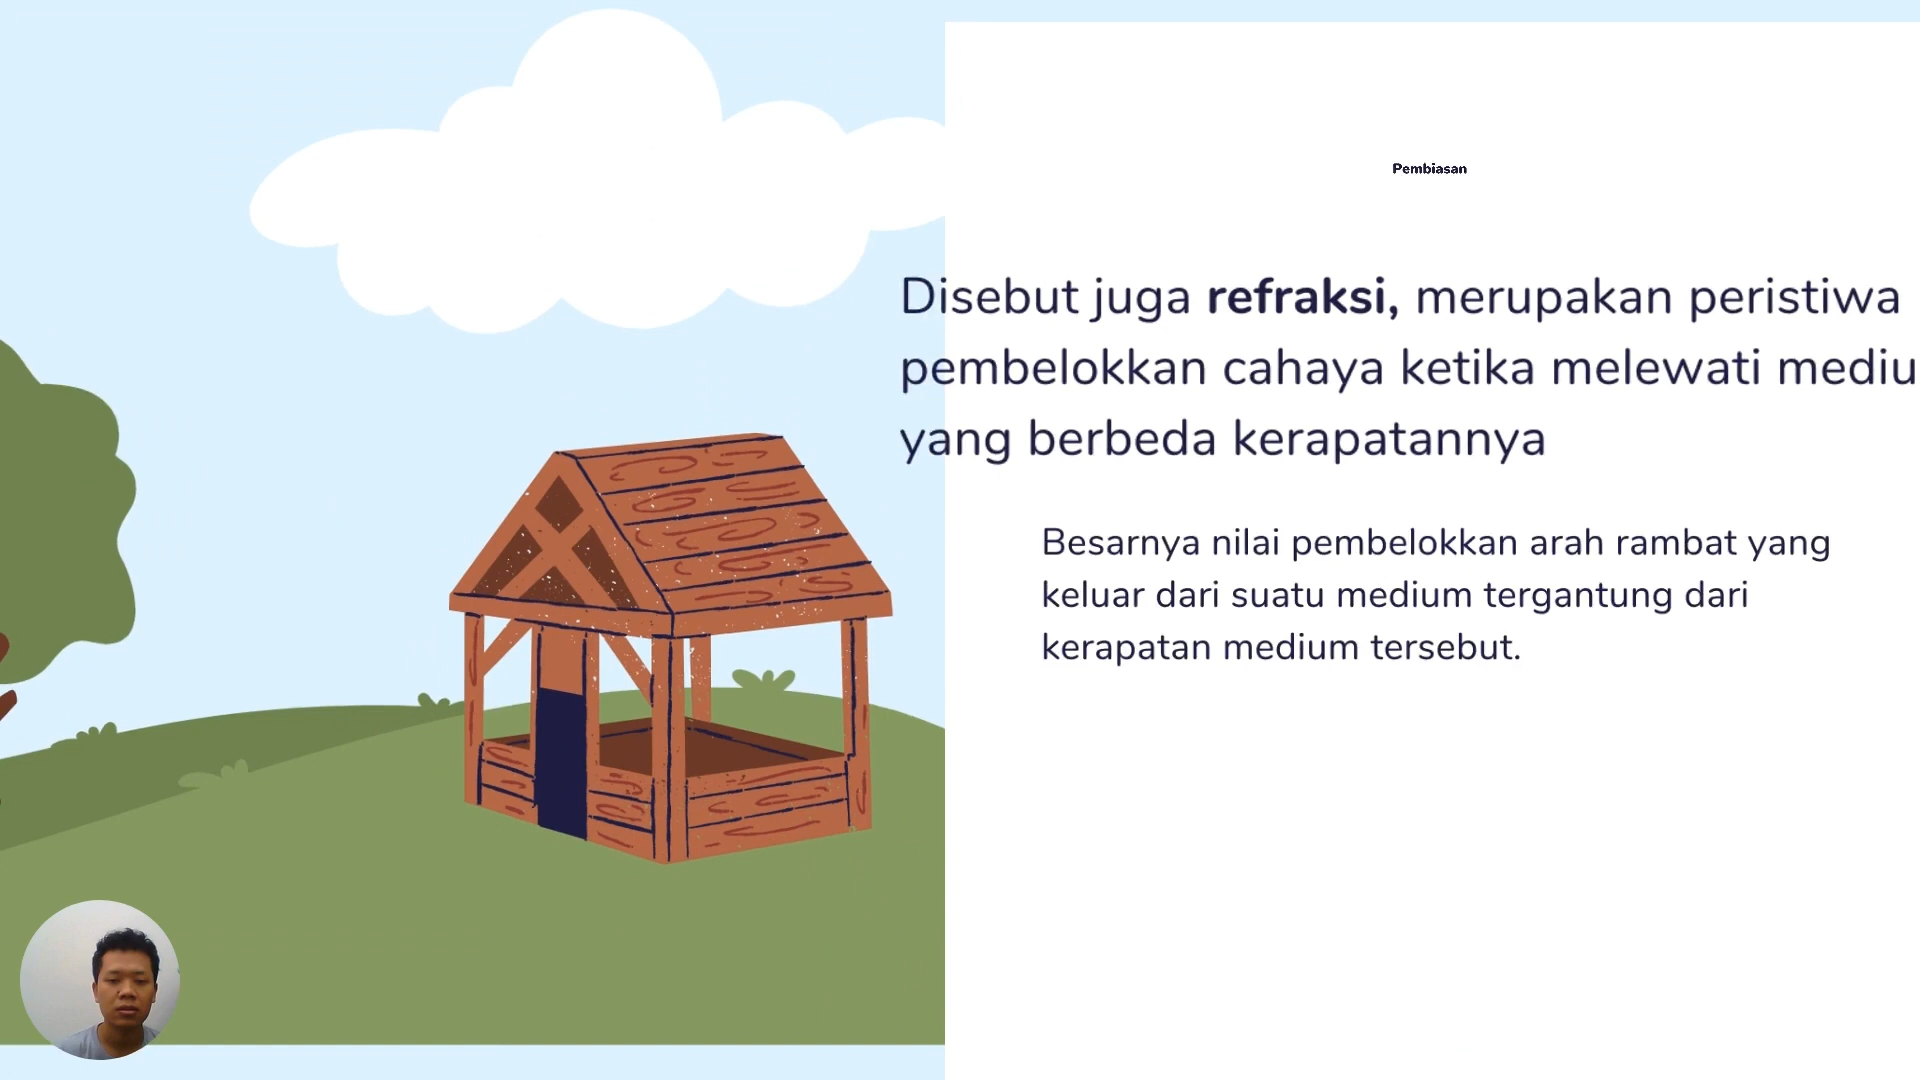 Pembiasan
Disebut juga refraksi, merupakan peristiwa
pembelokkan cahaya ketika melewati mediu
yang berbeda kerapatannya
Besarnya nilai pembelokkan arah rambat yang
keluar dari suatu medium tergantung dari
kerapatan medium tersebut.